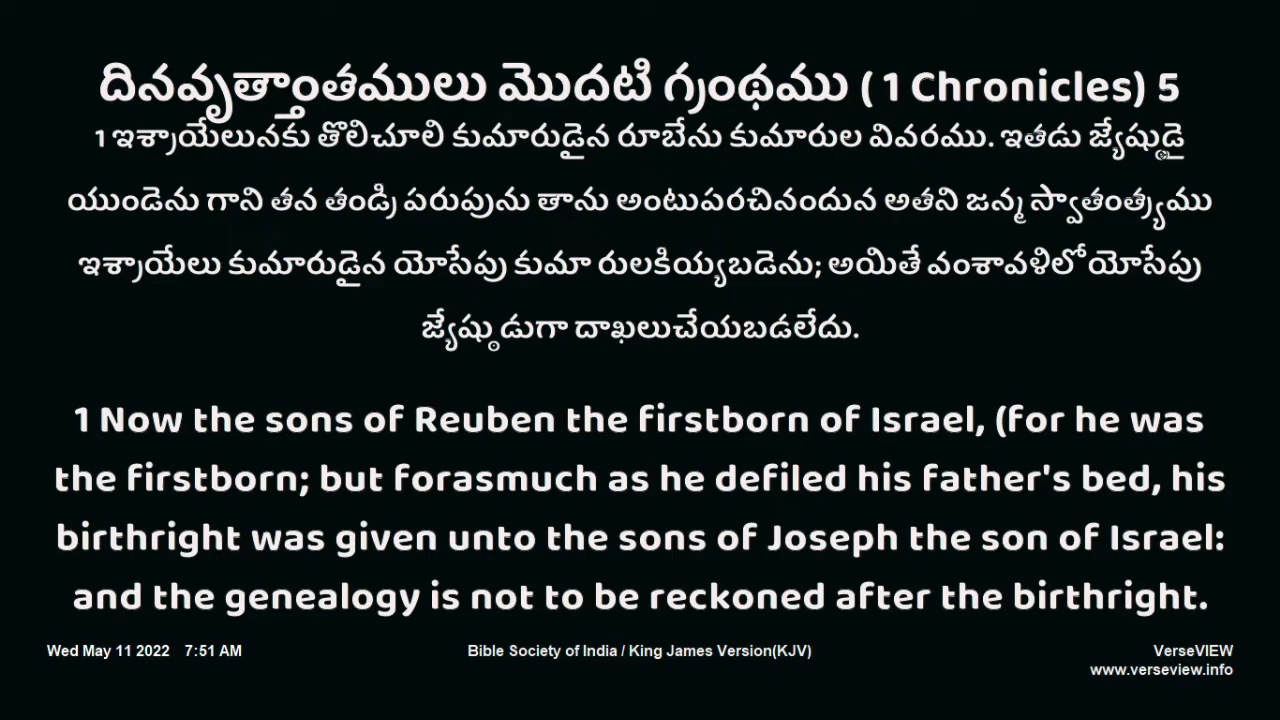 దినవృత్తాంతములు మొదటి గ్రంథము ( 1 Chronicles) 5
1 ఇశ్రాయేలునకు తొలిచూలి కుమారుడైన రూబేను కుమారుల వివరము. ఇతడు జ్యేష్ఠుడై
యుండెను గాని తన తండ్రి పరుపును తాను అంటుపరచినందున అతని జన్మ స్వాతంత్ర్యము
ఇశ్రాయేలు కుమారుడైన యోసేపు కుమా రులకియ్యబడెను; అయితే వంశావళిలో యోసేపు
జ్యేష్ఠుడుగా దాఖలుచేయబడలేదు.
1 Now the sons of Reuben the firstborn of Israel, (for he was
the firstborn; but forasmuch as he defiled his father's bed, his
birthright was given unto the sons of Joseph the son of Israel:
and the genealogy is not to be reckoned after the birthright.
Wed May 11 2022 7:51 AM Bible Society of India / King James Version(KJV) VerseVIEW
www.verseview.info